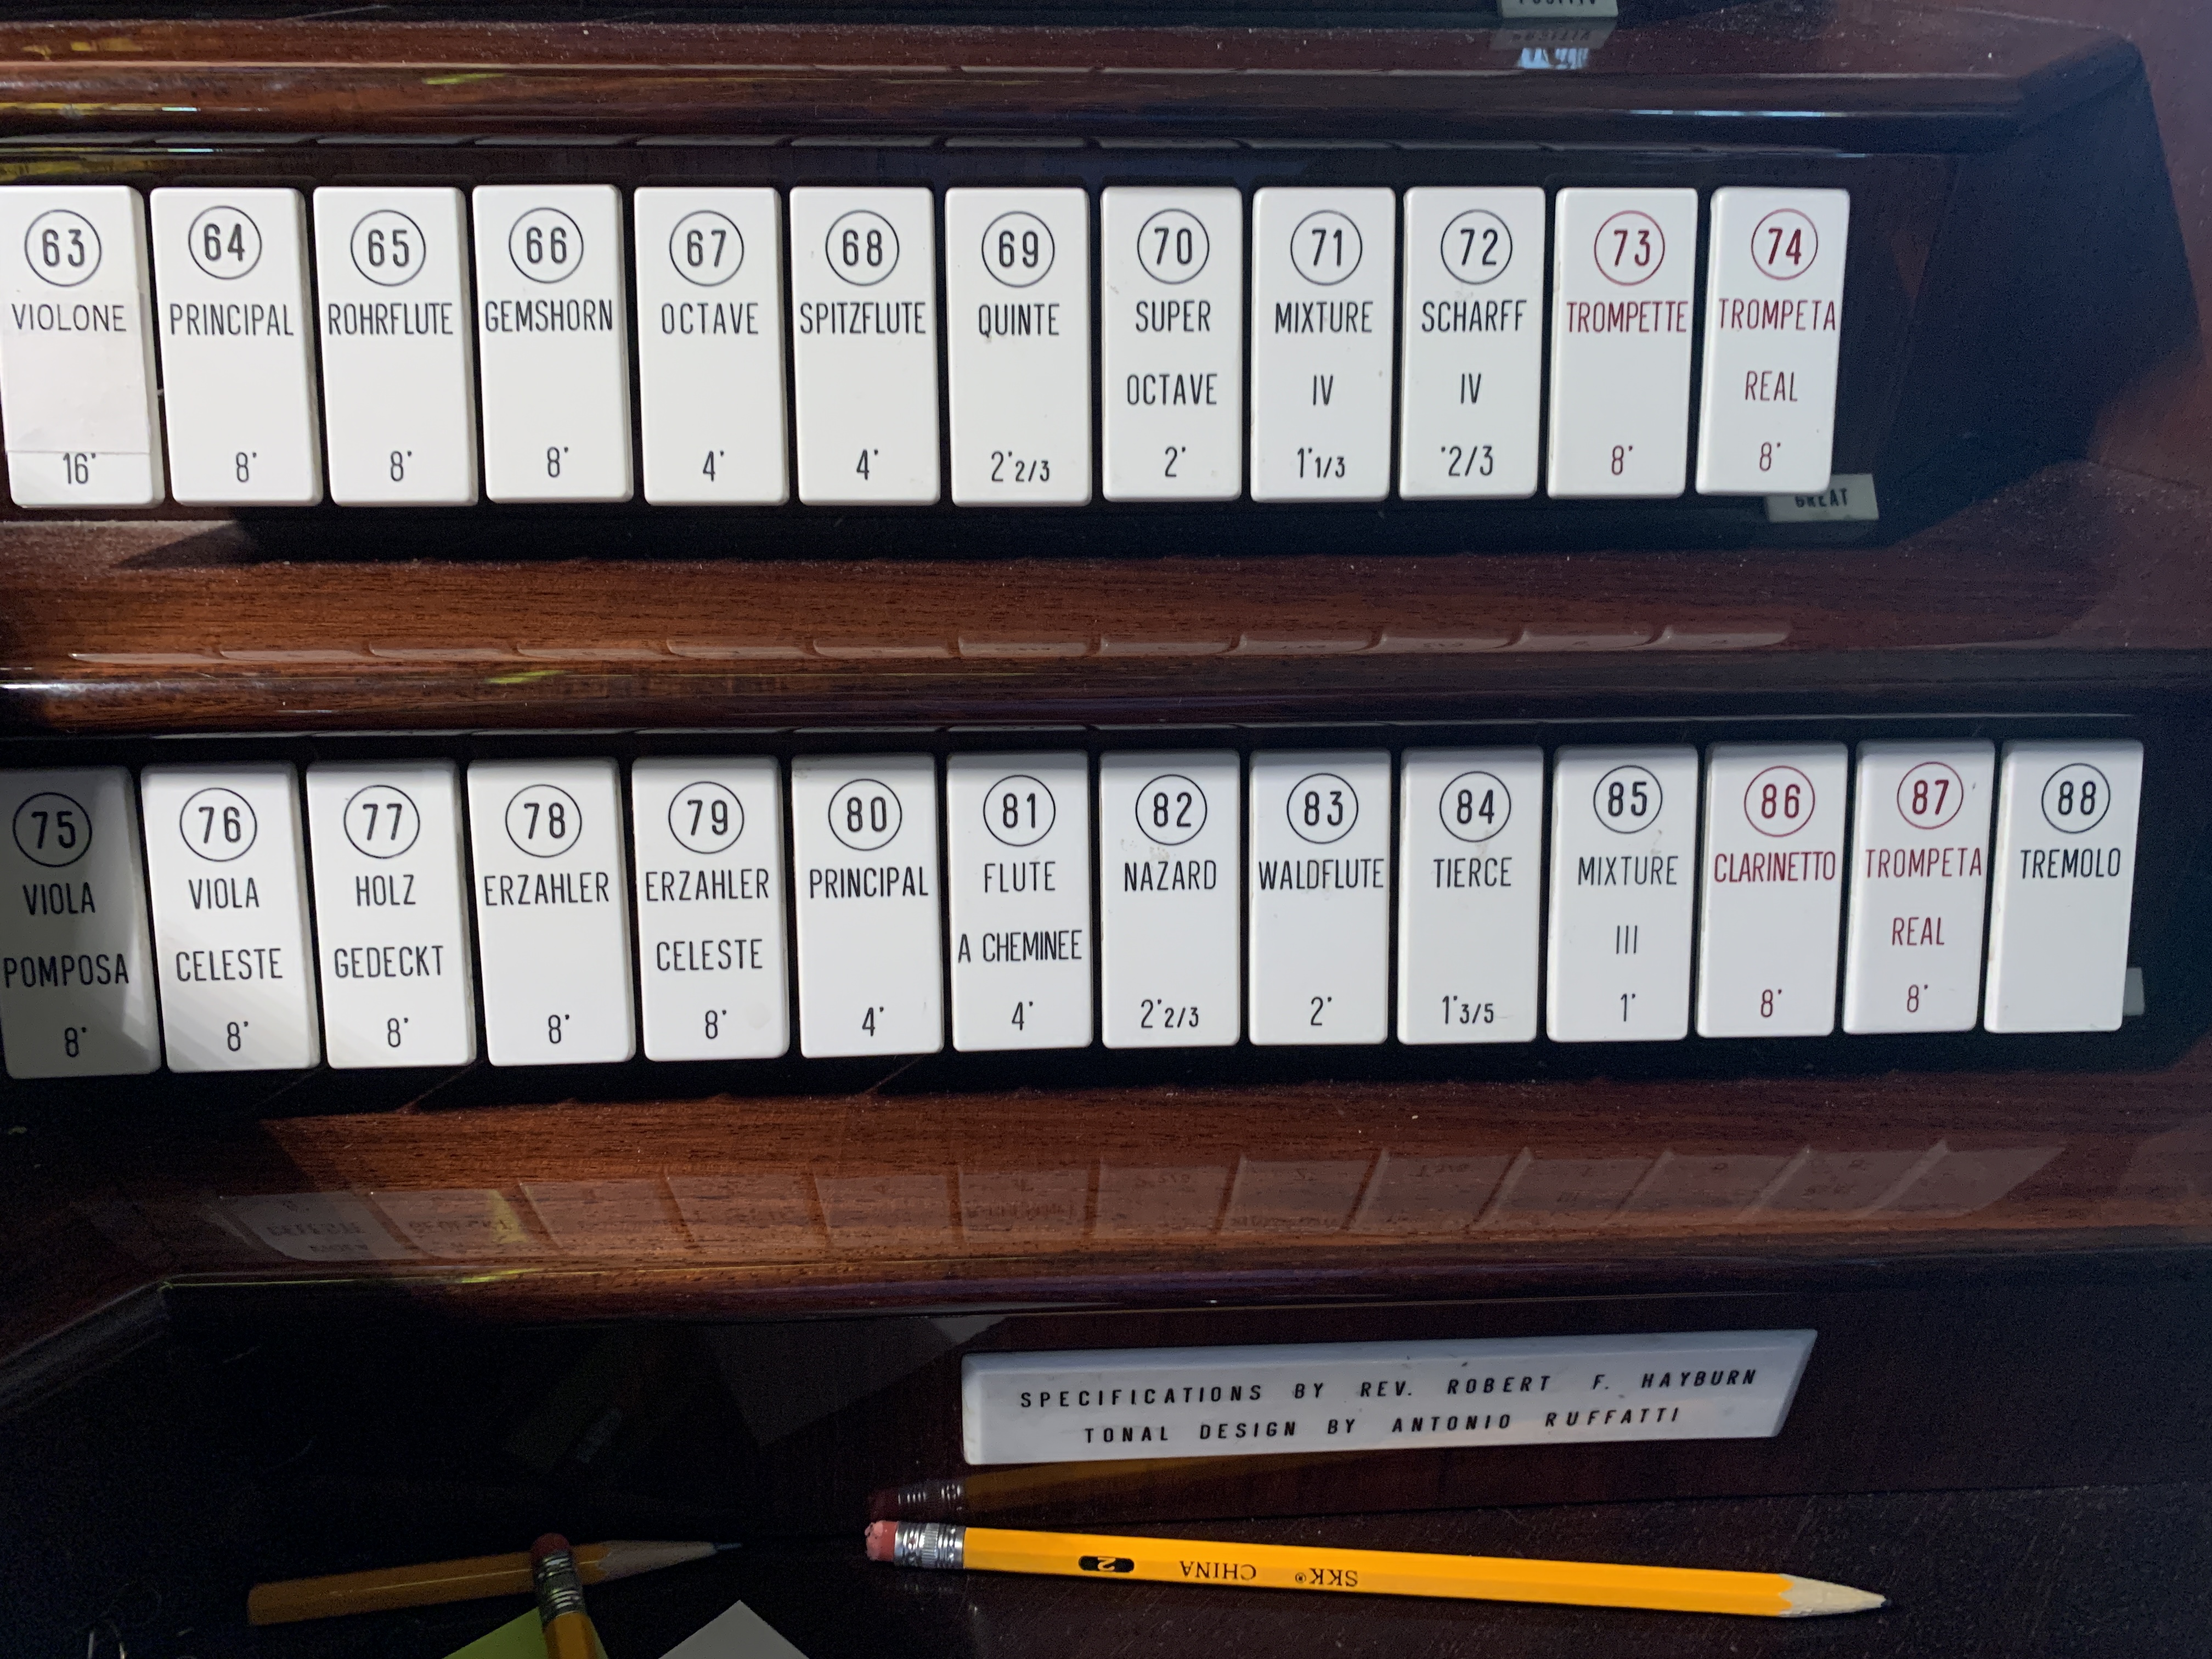 63
VIOLONE
16'
64
PRINCIPAL
8'
65
ROHRFLUTE
8'
66
GEMSHORN
8'
67
OCTAVE
4'
68
SPITZFLUTE
4'
69
QUINTE
2' 2/3
70
SUPER
OCTAVE
2'
71
MIXTURE
IV
1' 1/3
72
SCHARFF
IV
'2/3
73
TROMPETTE
8'
74
TROMPETA
REAL
8'
GREAT
75
VIOLA
POMPOSA
8'
76
VIOLA
CELESTE
8'
77
HOLZ
GEDECKT
8'
78
ERZAHLER
8'
79
ERZAHLER
CELESTE
8'
80
PRINCIPAL
4'
81
FLUTE
A CHEMINEE
4'
82
NAZARD
2' 2/3
83
WALDFLUTE
2'
84
TIERCE
1' 3/5
85
MIXTURE
III
1'
86
CLARINETTO
8'
87
TROMPETA
REAL
8'
88
TREMOLO
SPECIFICATIONS BY REV. ROBERT F. HAYBURN
TONAL DESIGN BY ANTONIO RUFFATTI
SKK® CHINA 2